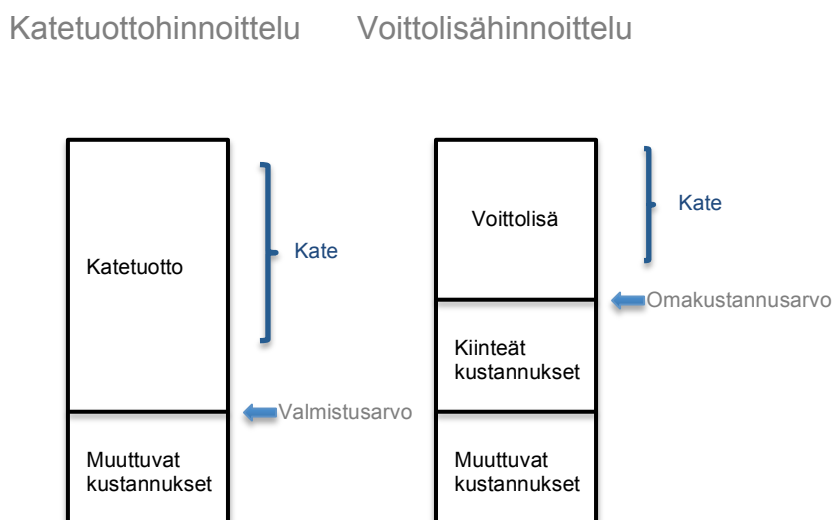 Katetuottohinnoittelu
Voittolisähinnoittelu
Katetuotto
Kate
Valmistusarvo
Muuttuvat
kustannukset
Voittolisä
Kate
Omakustannusarvo
Kiinteät
kustannukset
Muuttuvat
kustannukset